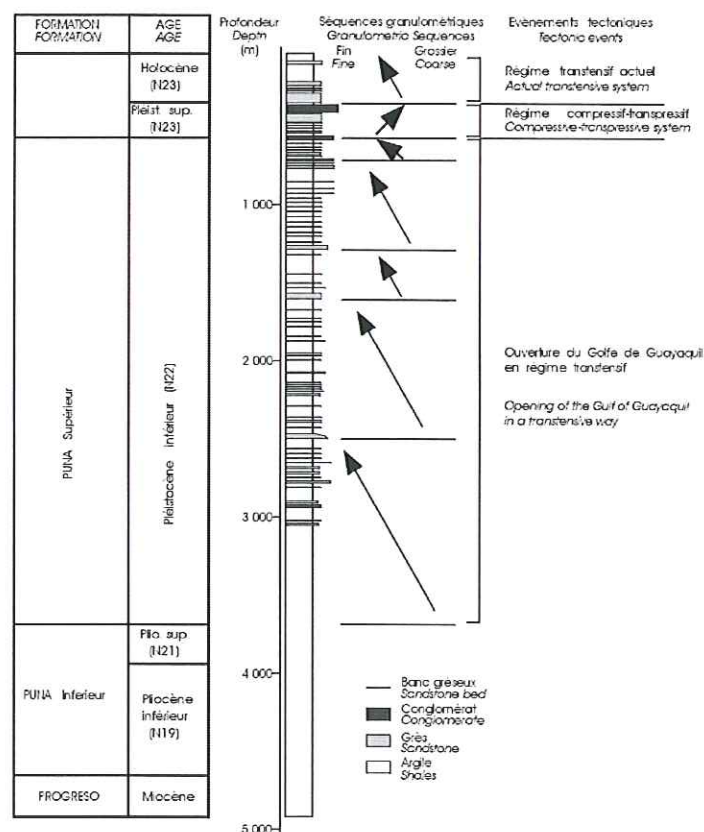 FORMATION
FORMATION
AGE
AGE
Profondeur
Depth
(m)
Séquences granulométriques
Granulometric Sequences
Fin
Fine
Grossier
Coarse
Evènements tectoniques
Tectonic events
Holocène
(N23)
Pleist. sup.
(N23)
Régime transtensif actuel
Actual transtensive system
Régime compressif-transpressif
Compressive-transpressive system
1 000
2 000
3 000
4 000
5 000
PUNA Supérieur
Pléistocène inférieur (N22)
Ouverture du Golfe de Guayaquil
en régime transtensif
Opening of the Gulf of Guayaquil
in a transtensive way
Plio. sup.
(N21)
PUNA Inferieur
Pliocène
inférieur
(N19)
PROGRESO
Miocène
Banc gréseux
Sandstone bed
Conglomérat
Conglomerate
Grès
Sandstone
Argile
Shales